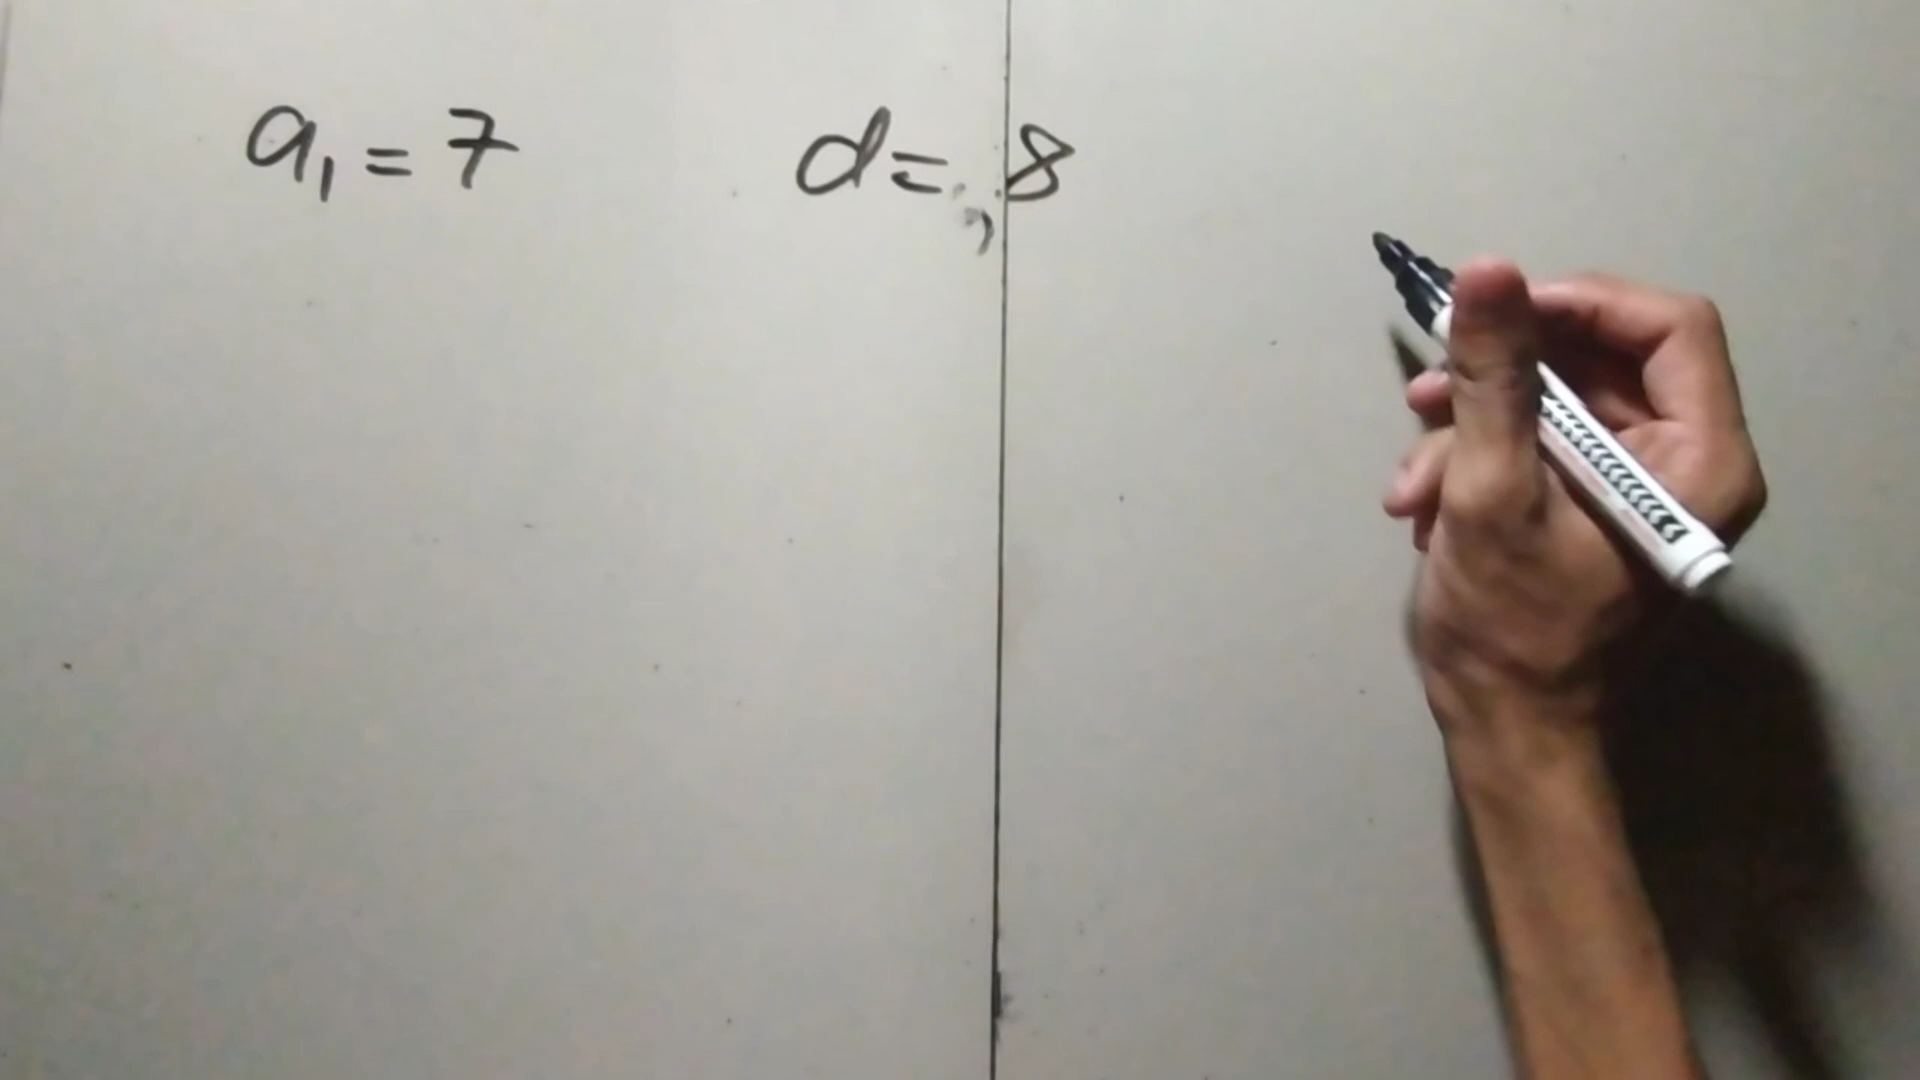 a₁ = 7 d = 8